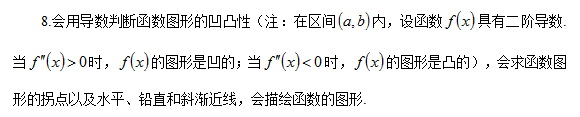 8.会用导数判断函数图形的凹凸性（注：在区间(a,b)内，设函数f(x)具有二阶导数.
当f″(x)>0时，f(x)的图形是凹的；当f″(x)<0时，f(x)的图形是凸的），会求函数图
形的拐点以及水平、铅直和斜渐近线，会描绘函数的图形.